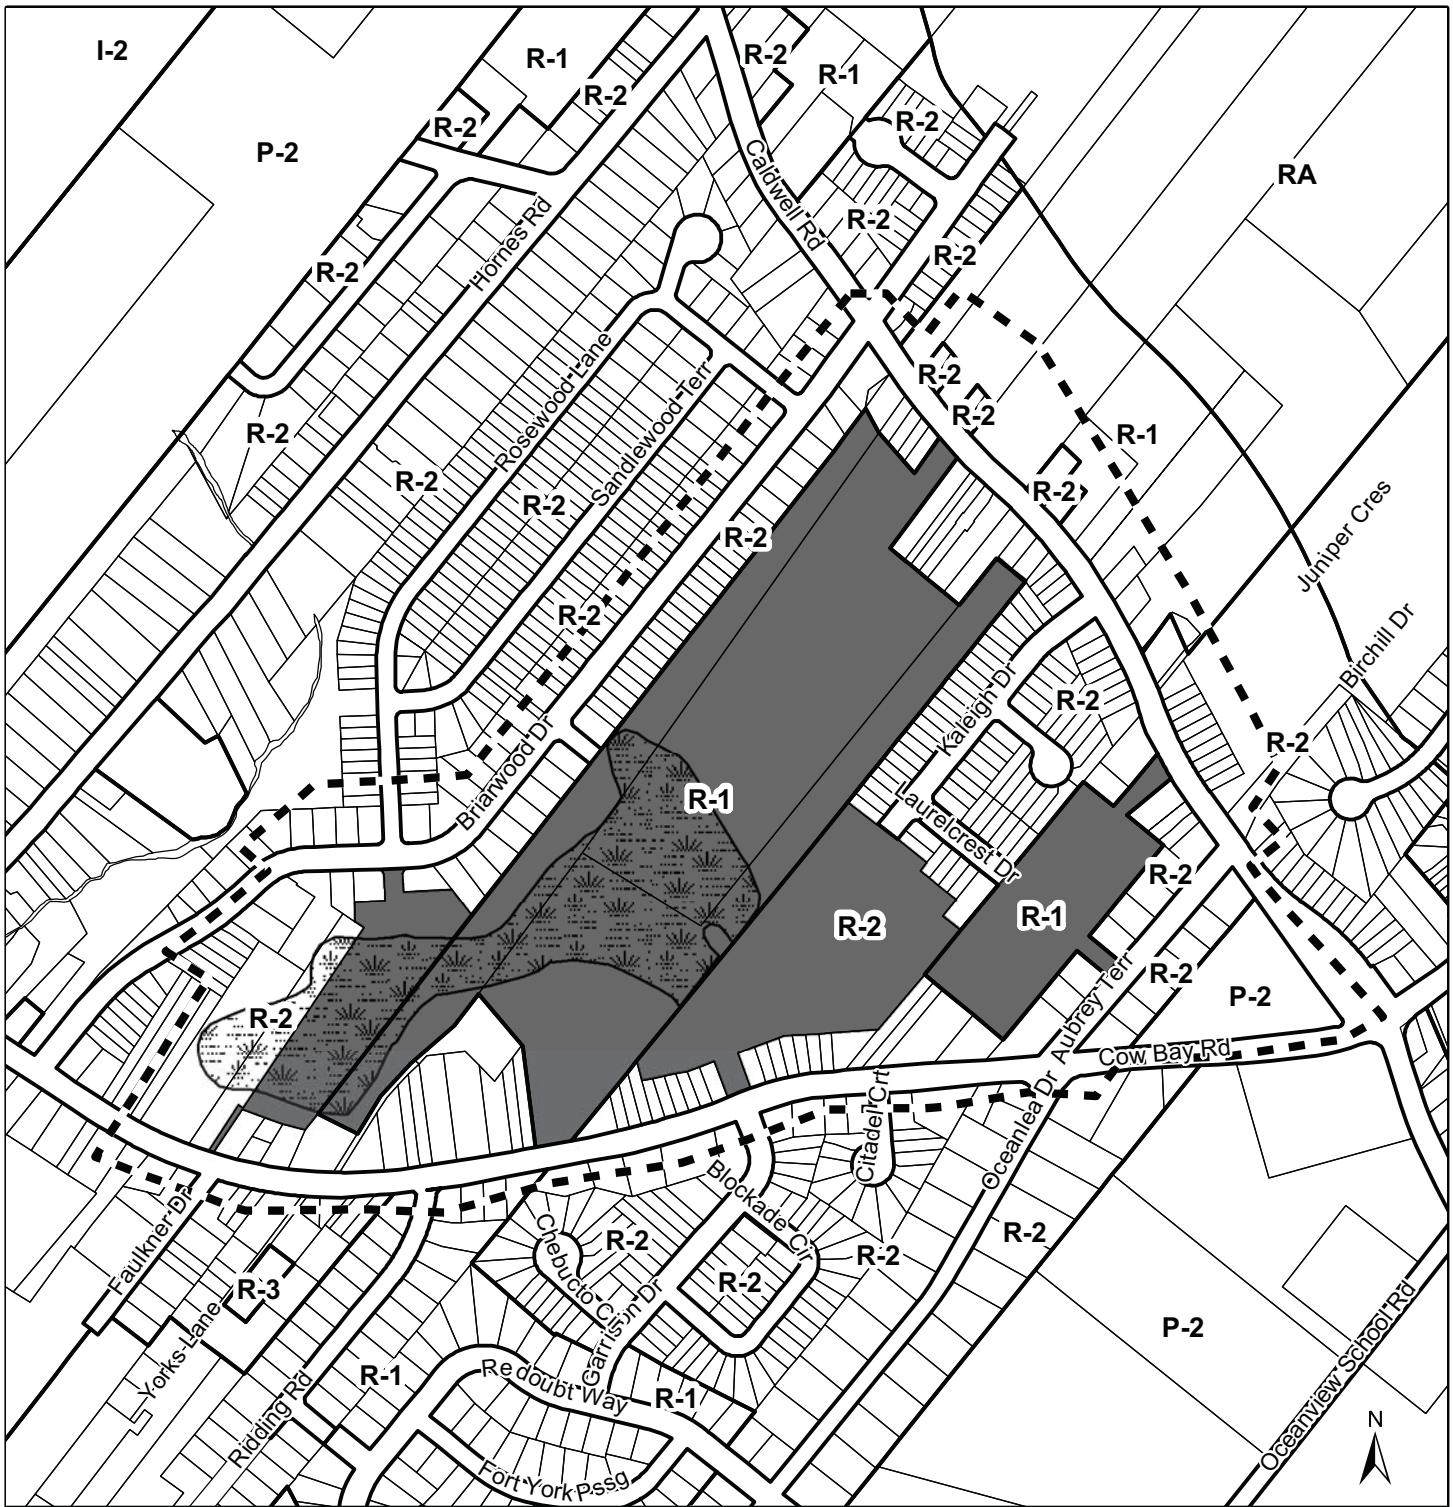 I-2
R-1
R-2
R-1
R-2
R-2
R-2
P-2
RA
Caldwell Rd
R-2
Hornes Rd
R-2
R-2
R-2
R-2
R-1
R-2
R-2
Rosewood Lane
Sandlewood Terr
R-2
R-2
R-2
R-2
Juniper Cres
R-2
Birchill Dr
Kaleigh Dr
R-2
R-2
Briarwood Dr
R-1
Laurelcrest Dr
R-2
R-1
R-2
R-2
Aubrey Terr
P-2
R-2
Cow Bay Rd
Citadel Crt
Oceanlea Dr
Blockade Cir
Faulkner Dr
Chebucto Crt
R-2
R-2
R-2
R-3
R-2
Garrison Dr
P-2
Yorks Lane
R-1
Redoubt Way
R-1
Oceanview School Rd
Ridding Rd
N
Fort York Pssg